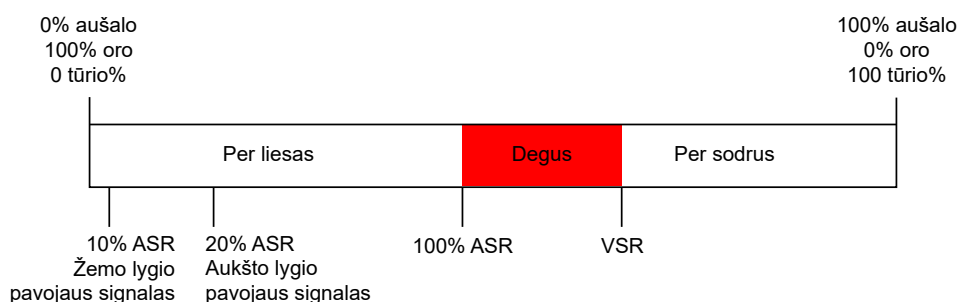 0% aušalo
100% oro
0 tūrio%
100% aušalo
0% oro
100 tūrio%
Per liesas
Degus
Per sodrus
10% ASR
Žemo lygio
pavojaus signalas
20% ASR
Aukšto lygio
pavojaus signalas
100% ASR
VSR